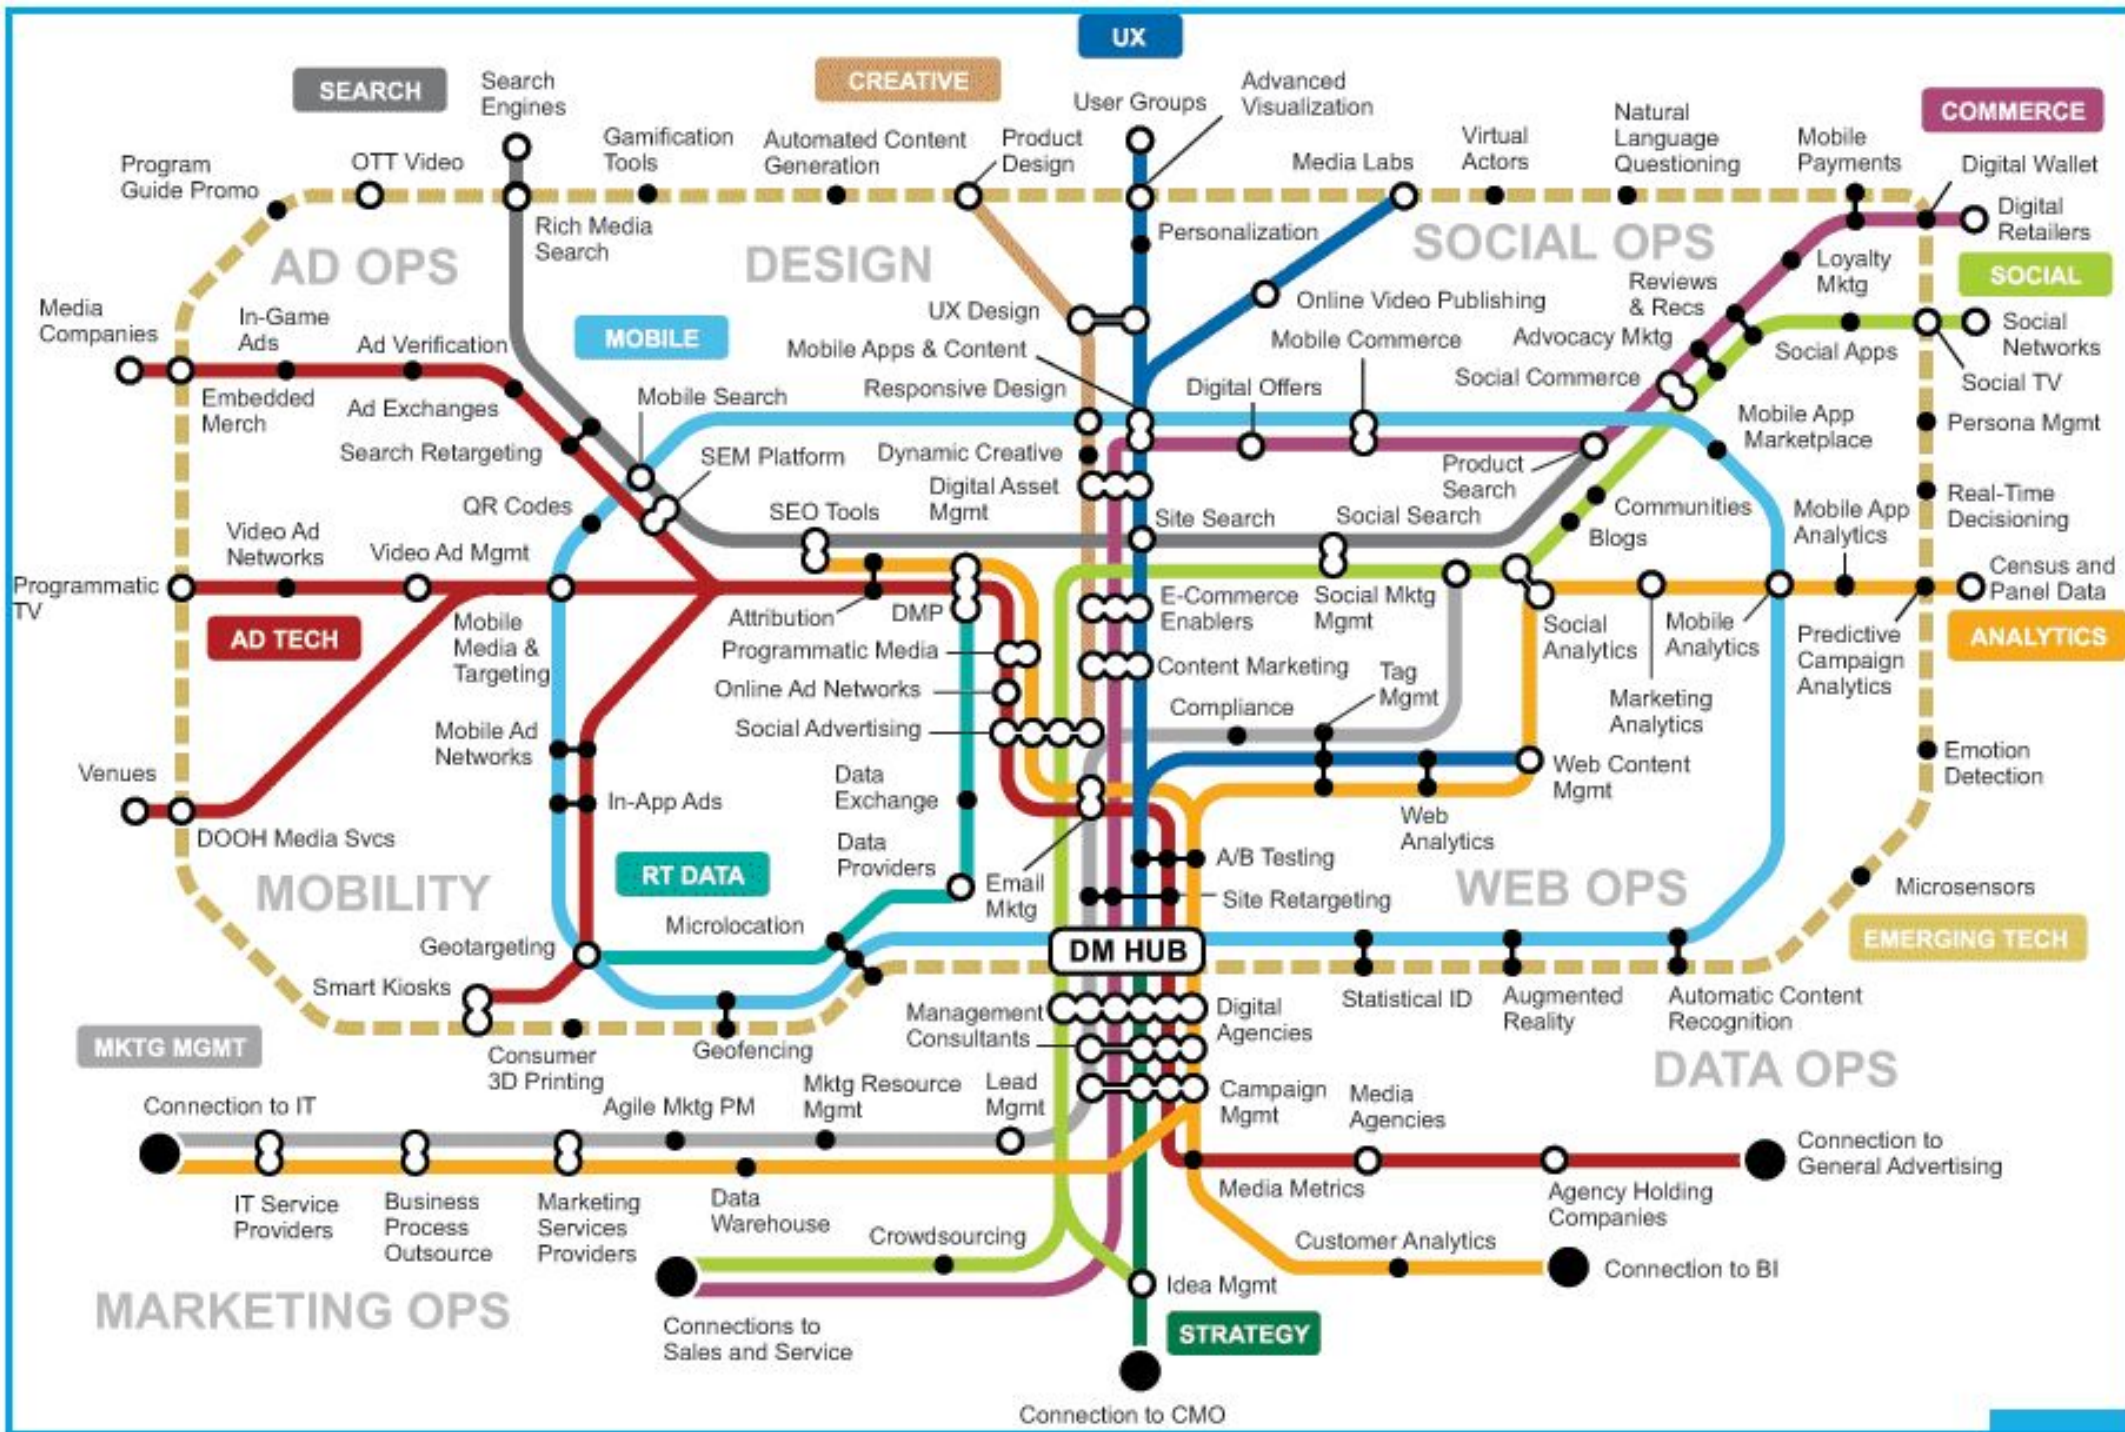 UX
SEARCH
Search
Engines
CREATIVE
User Groups
Advanced
Visualization
COMMERCE
Program
Guide Promo
OTT Video
Gamification
Tools
Automated Content
Generation
Product
Design
Media Labs
Virtual
Actors
Natural
Language
Questioning
Mobile
Payments
Digital Wallet
Digital
Retailers
Rich Media
Search
Personalization
AD OPS
DESIGN
SOCIAL OPS
Loyalty
Mktg
SOCIAL
Media
Companies
In-Game
Ads
Ad Verification
MOBILE
UX Design
Online Video Publishing
Reviews
& Recs
Mobile Apps & Content
Mobile Commerce
Advocacy Mktg
Social Apps
Social
Networks
Embedded
Merch
Ad Exchanges
Mobile Search
Responsive Design
Digital Offers
Social Commerce
Social TV
Search Retargeting
SEM Platform
Dynamic Creative
Mobile App
Marketplace
Persona Mgmt
QR Codes
SEO Tools
Digital Asset
Mgmt
Product
Search
Site Search
Social Search
Communities
Blogs
Mobile App
Analytics
Real-Time
Decisioning
Video Ad
Networks
Video Ad Mgmt
Programmatic
TV
Census and
Panel Data
AD TECH
Mobile
Media &
Targeting
Attribution
DMP
E-Commerce
Enablers
Social Mktg
Mgmt
Social
Analytics
Mobile
Analytics
Predictive
Campaign
Analytics
ANALYTICS
Programmatic Media
Content Marketing
Online Ad Networks
Tag
Mgmt
Marketing
Analytics
Social Advertising
Compliance
Mobile Ad
Networks
Venues
In-App Ads
Data
Exchange
Web Content
Mgmt
Emotion
Detection
DOOH Media Svcs
Data
Providers
Web
Analytics
A/B Testing
MOBILITY
RT DATA
Email
Mktg
Site Retargeting
WEB OPS
Microsensors
Microlocation
Geotargeting
DM HUB
EMERGING TECH
Smart Kiosks
Management
Consultants
Digital
Agencies
Statistical ID
Augmented
Reality
Automatic Content
Recognition
MKTG MGMT
Consumer
3D Printing
Geofencing
DATA OPS
Connection to IT
Agile Mktg PM
Mktg Resource
Mgmt
Lead
Mgmt
Campaign
Mgmt
Media
Agencies
Connection to
General Advertising
IT Service
Providers
Business
Process
Outsource
Marketing
Services
Providers
Data
Warehouse
Media Metrics
Agency Holding
Companies
Crowdsourcing
Customer Analytics
Connection to BI
MARKETING OPS
Idea Mgmt
Connections to
Sales and Service
STRATEGY
Connection to CMO